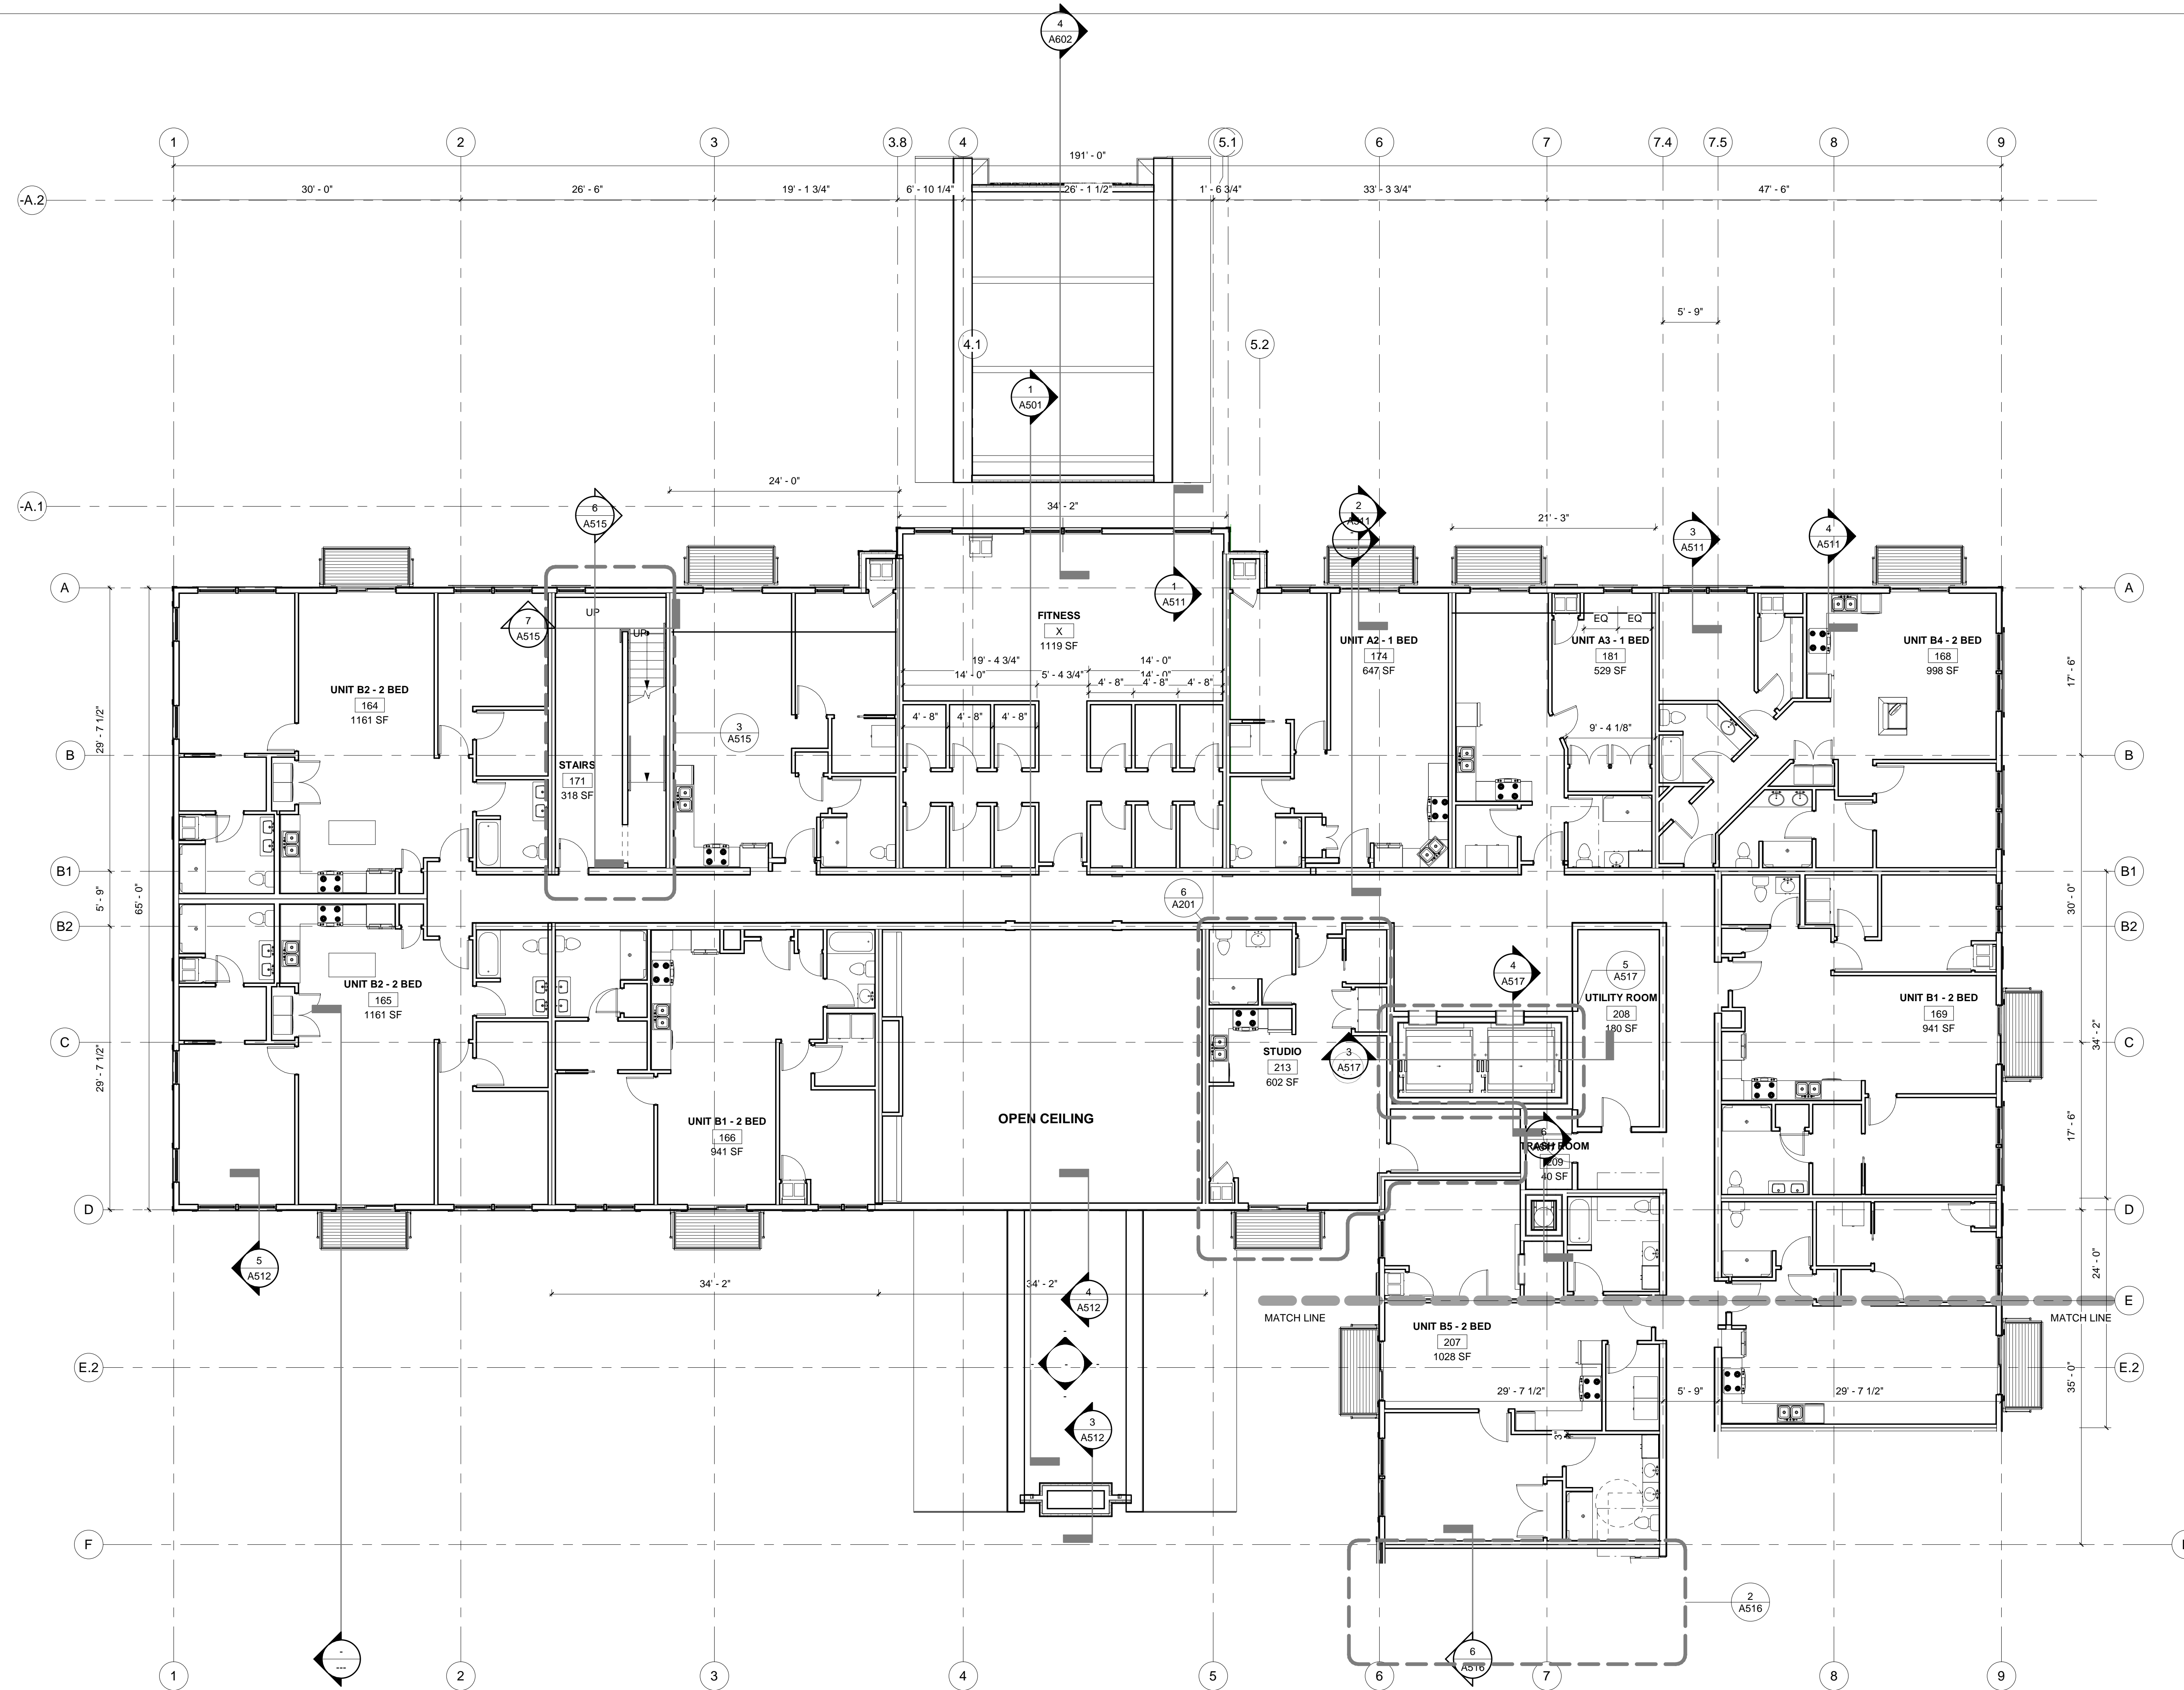 4
A602
1
2
3
3.8
4
5.1
6
7
7.4
7.5
8
9
191' - 0"
30' - 0"
26' - 6"
19' - 1 3/4"
6' - 10 1/4"
26' - 1 1/2"
1' - 6 3/4"
33' - 3 3/4"
47' - 6"
-A.2
5' - 9"
4.1
5.2
1
A501
24' - 0"
-A.1
34' - 2"
6
A515
2
A511
21' - 3"
3
A511
4
A511
A
A
1
A511
7
A515
UP
UP
FITNESS
X
1119 SF
EQ
EQ
UNIT A2 - 1 BED
174
647 SF
UNIT A3 - 1 BED
181
529 SF
UNIT B4 - 2 BED
168
998 SF
17' - 6"
19' - 4 3/4"
14' - 0"
14' - 0"
5' - 4 3/4"
14' - 0"
4' - 8"
4' - 8"
4' - 8"
4' - 8"
4' - 8"
4' - 8"
UNIT B2 - 2 BED
164
1161 SF
29' - 7 1/2"
3
A515
9' - 4 1/8"
B
B
STAIRS
171
318 SF
B1
B1
5' - 9"
65' - 0"
6
A201
30' - 0"
B2
B2
4
A517
5
A517
UNIT B2 - 2 BED
165
1161 SF
UTILITY ROOM
208
180 SF
UNIT B1 - 2 BED
169
941 SF
C
C
34' - 2"
29' - 7 1/2"
STUDIO
213
602 SF
3
A517
OPEN CEILING
UNIT B1 - 2 BED
166
941 SF
17' - 6"
6
TRASH ROOM
209
40 SF
D
D
5
A512
34' - 2"
34' - 2"
4
A512
24' - 0"
E
MATCH LINE
MATCH LINE
UNIT B5 - 2 BED
207
1028 SF
-
-
-
-
-
E.2
E.2
35' - 0"
29' - 7 1/2"
5' - 9"
29' - 7 1/2"
3
A512
3"
F
2
A516
-
---
6
A516
1
2
3
4
5
6
7
8
9